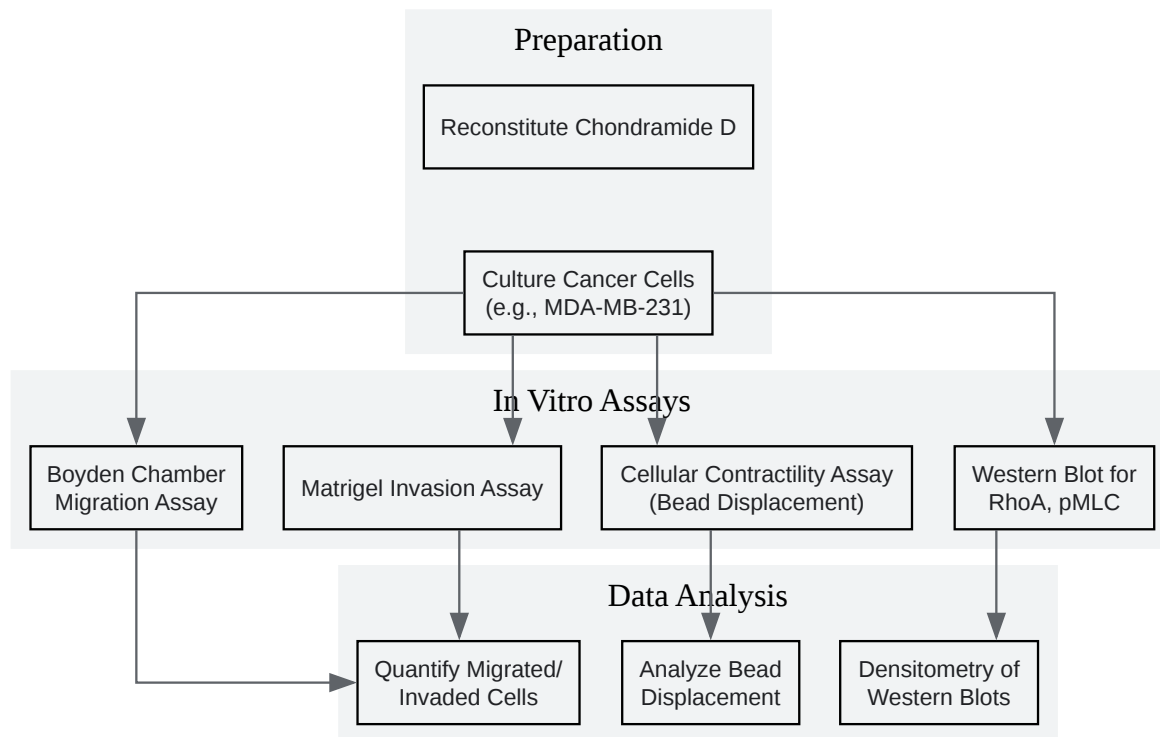 Preparation
Reconstitute Chondramide D
Culture Cancer Cells
(e.g., MDA-MB-231)
In Vitro Assays
Boyden Chamber
Migration Assay
Matrigel Invasion Assay
Cellular Contractility Assay
(Bead Displacement)
Western Blot for
RhoA, pMLC
Data Analysis
Quantify Migrated/
Invaded Cells
Analyze Bead
Displacement
Densitometry of
Western Blots